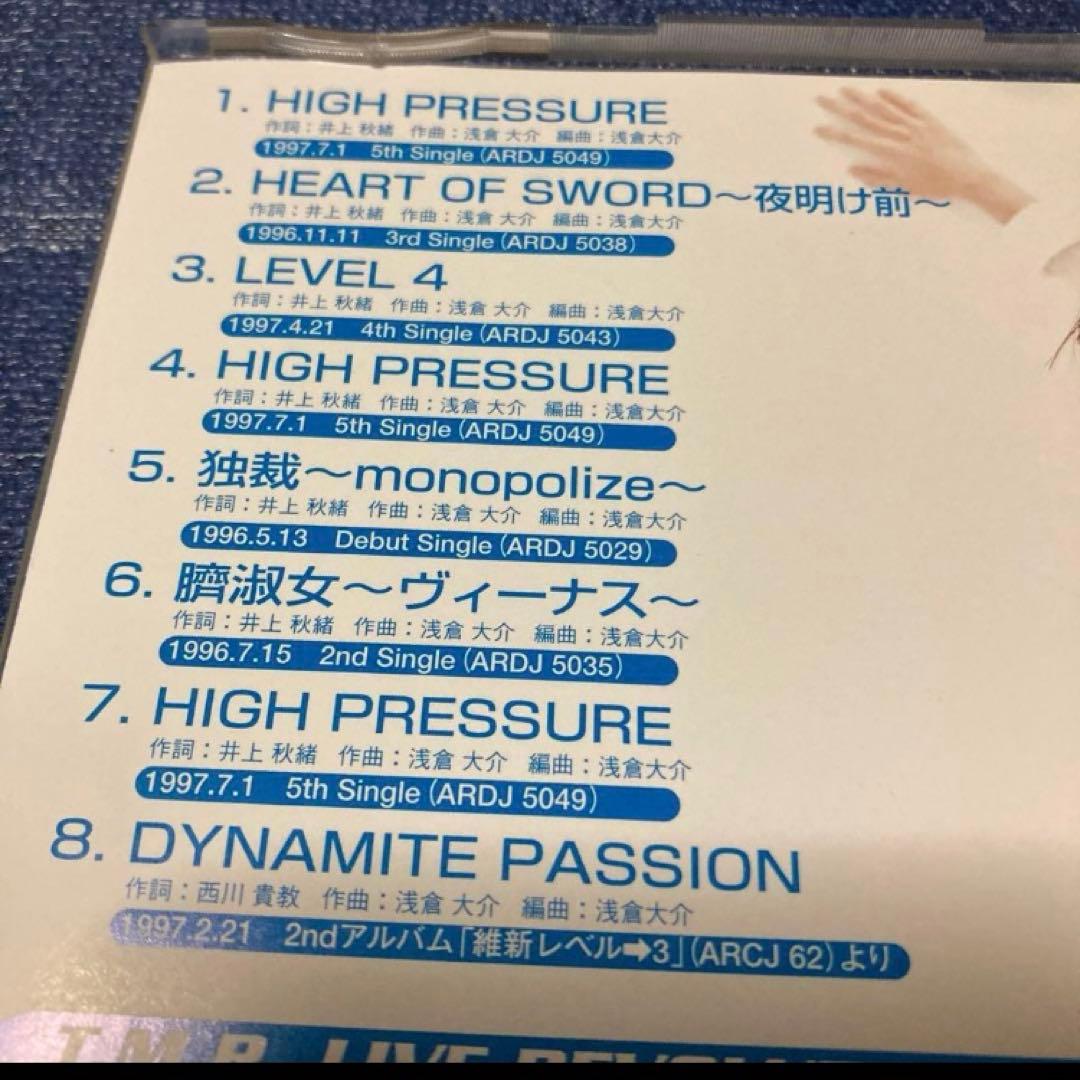 1. HIGH PRESSURE
作詞：井上 秋緒 作曲：浅倉 大介 編曲：浅倉大介
1997.7.1 5th Single (ARDJ 5049)
2. HEART OF SWORD～夜明け前～
作詞：井上 秋緒 作曲：浅倉 大介 編曲：浅倉大介
1996.11.11 3rd Single (ARDJ 5038)
3. LEVEL 4
作詞：井上 秋緒 作曲：浅倉 大介 編曲：浅倉大介
1997.4.21 4th Single (ARDJ 5043)
4. HIGH PRESSURE
作詞：井上 秋緒 作曲：浅倉 大介 編曲：浅倉大介
1997.7.1 5th Single (ARDJ 5049)
5. 独裁～monopolize～
作詞：井上 秋緒 作曲：浅倉 大介 編曲：浅倉大介
1996.5.13 Debut Single (ARDJ 5029)
6. 臍淑女～ヴィーナス～
作詞：井上 秋緒 作曲：浅倉 大介 編曲：浅倉大介
1996.7.15 2nd Single (ARDJ 5035)
7. HIGH PRESSURE
作詞：井上 秋緒 作曲：浅倉 大介 編曲：浅倉大介
1997.7.1 5th Single (ARDJ 5049)
8. DYNAMITE PASSION
作詞：西川 貴教 作曲：浅倉 大介 編曲：浅倉大介
1997.2.21 2ndアルバム「維新レベル➡3」(ARCJ 62)より
T.M.R. LIVE